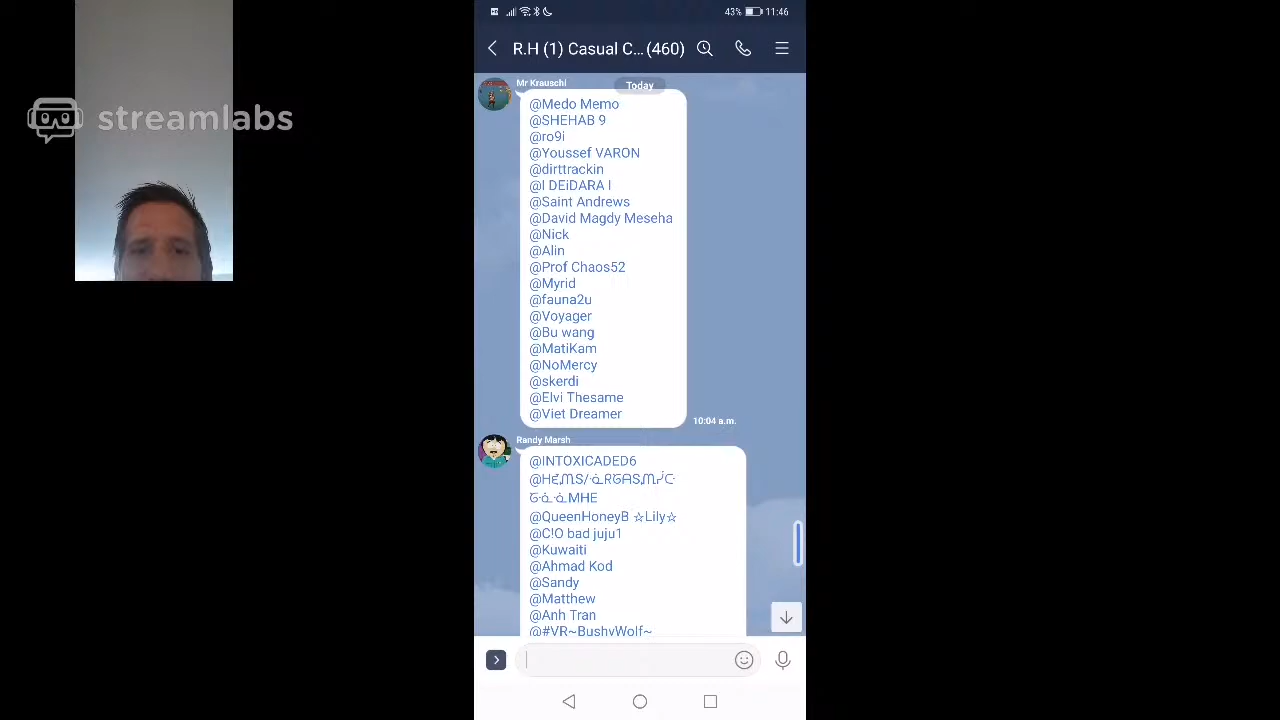 streamlabs
43% 11:46
R.H (1) Casual C...(460)
Today
Mr Krauschi
@Medo Memo
@SHEHAB 9
@ro9i
@Youssef VARON
@dirttrackin
@l DEiDARA l
@Saint Andrews
@David Magdy Meseha
@Nick
@Alin
@Prof Chaos52
@Myrid
@fauna2u
@Voyager
@Bu wang
@MatiKam
@NoMercy
@skerdi
@Elvi Thesame
@Viet Dreamer
10:04 a.m.
Randy Marsh
@INTOXICADED6
@QueenHoneyB ☆Lily☆
@C!O bad juju1
@Kuwaiti
@Ahmad Kod
@Sandy
@Matthew
@Anh Tran
@#VR~BushyWolf~